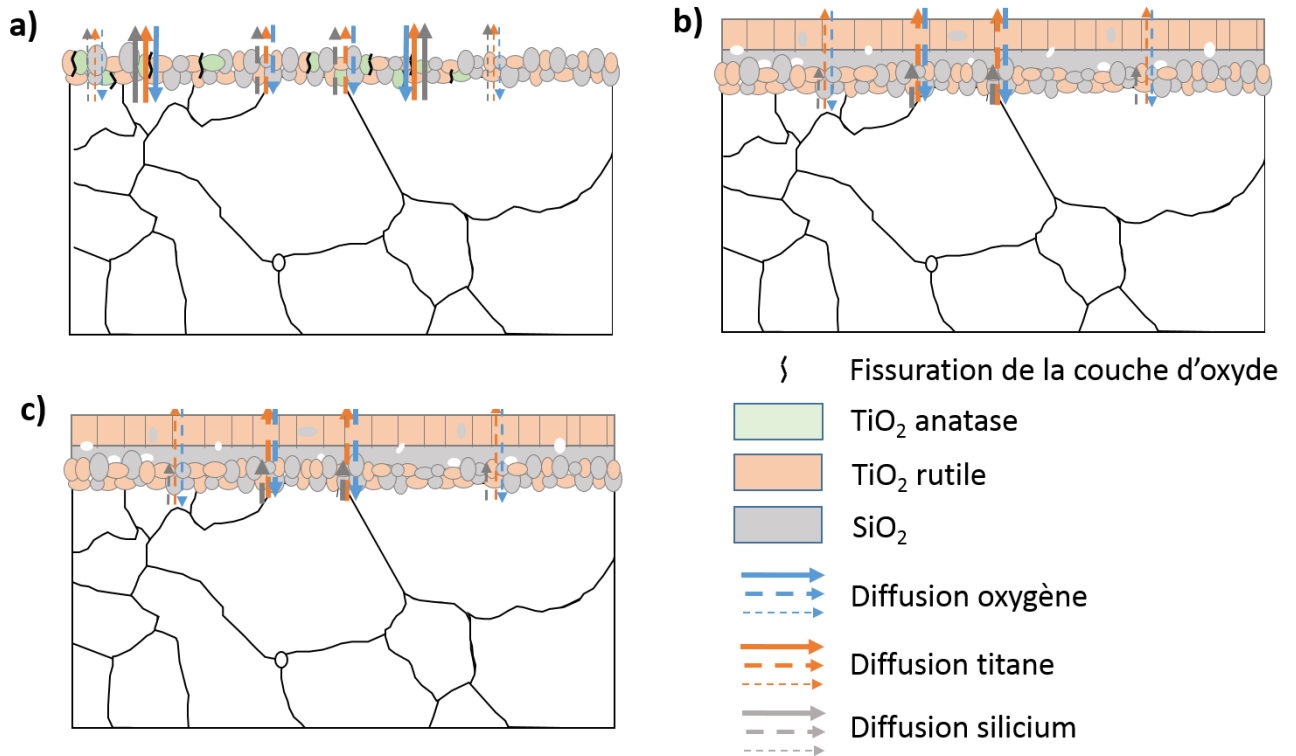 a)
b)
c)
Fissuration de la couche d’oxyde
TiO₂ anatase
TiO₂ rutile
SiO₂
Diffusion oxygène
Diffusion titane
Diffusion silicium